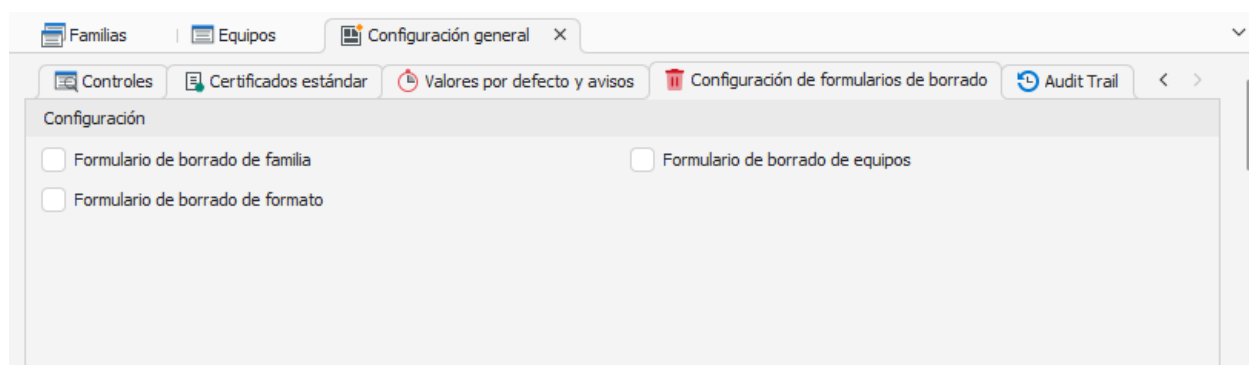 Familias Equipos Configuración general
Controles Certificados estándar Valores por defecto y avisos Configuración de formularios de borrado Audit Trail
Configuración
Formulario de borrado de familia Formulario de borrado de equipos
Formulario de borrado de formato